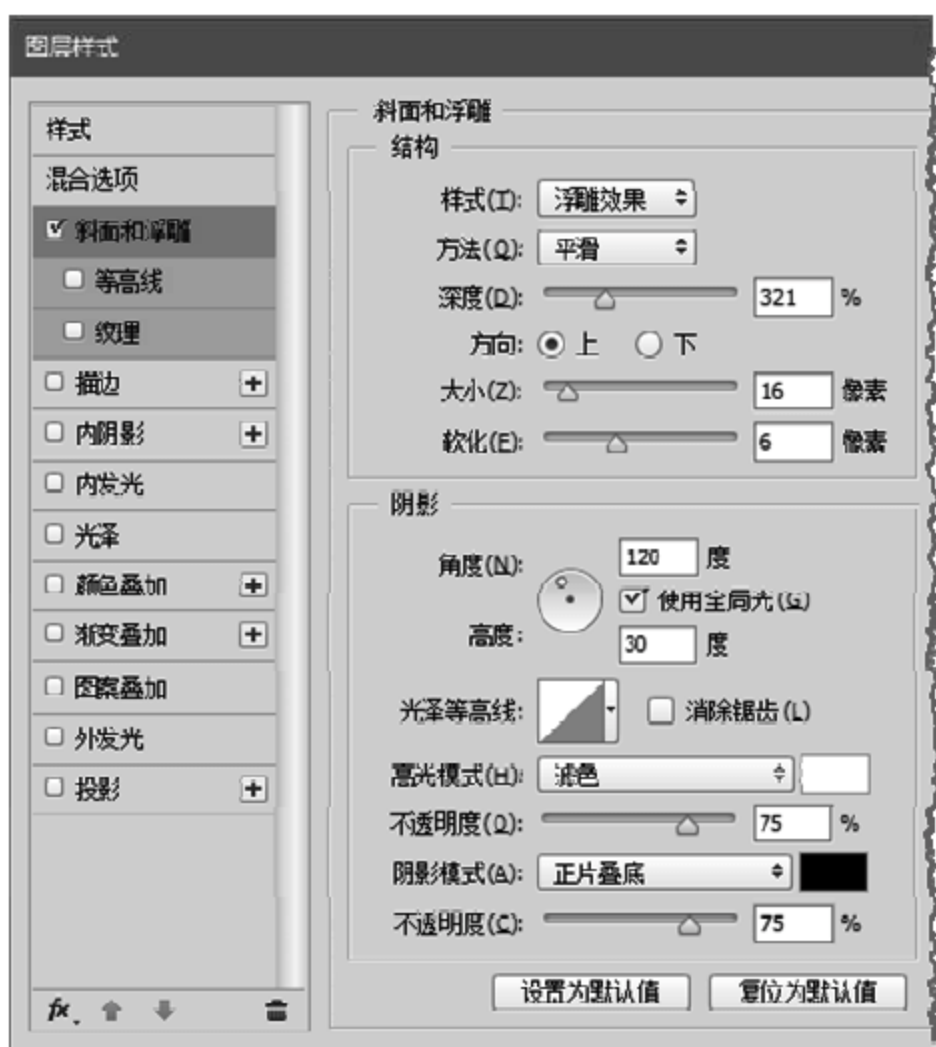 图层样式
样式
混合选项
斜面和浮雕
等高线
纹理
描边
内阴影
内发光
光泽
颜色叠加
渐变叠加
图案叠加
外发光
投影
fx.
斜面和浮雕
结构
样式(T): 浮雕效果
方法(Q): 平滑
深度(D): 321 %
方向: 上 下
大小(Z): 16 像素
软化(F): 6 像素
阴影
角度(N): 120 度
使用全局光(G)
高度: 30 度
光泽等高线: 消除锯齿(L)
高光模式(H): 滤色
不透明度(O): 75 %
阴影模式(A): 正片叠底
不透明度(C): 75 %
设置为默认值 复位为默认值